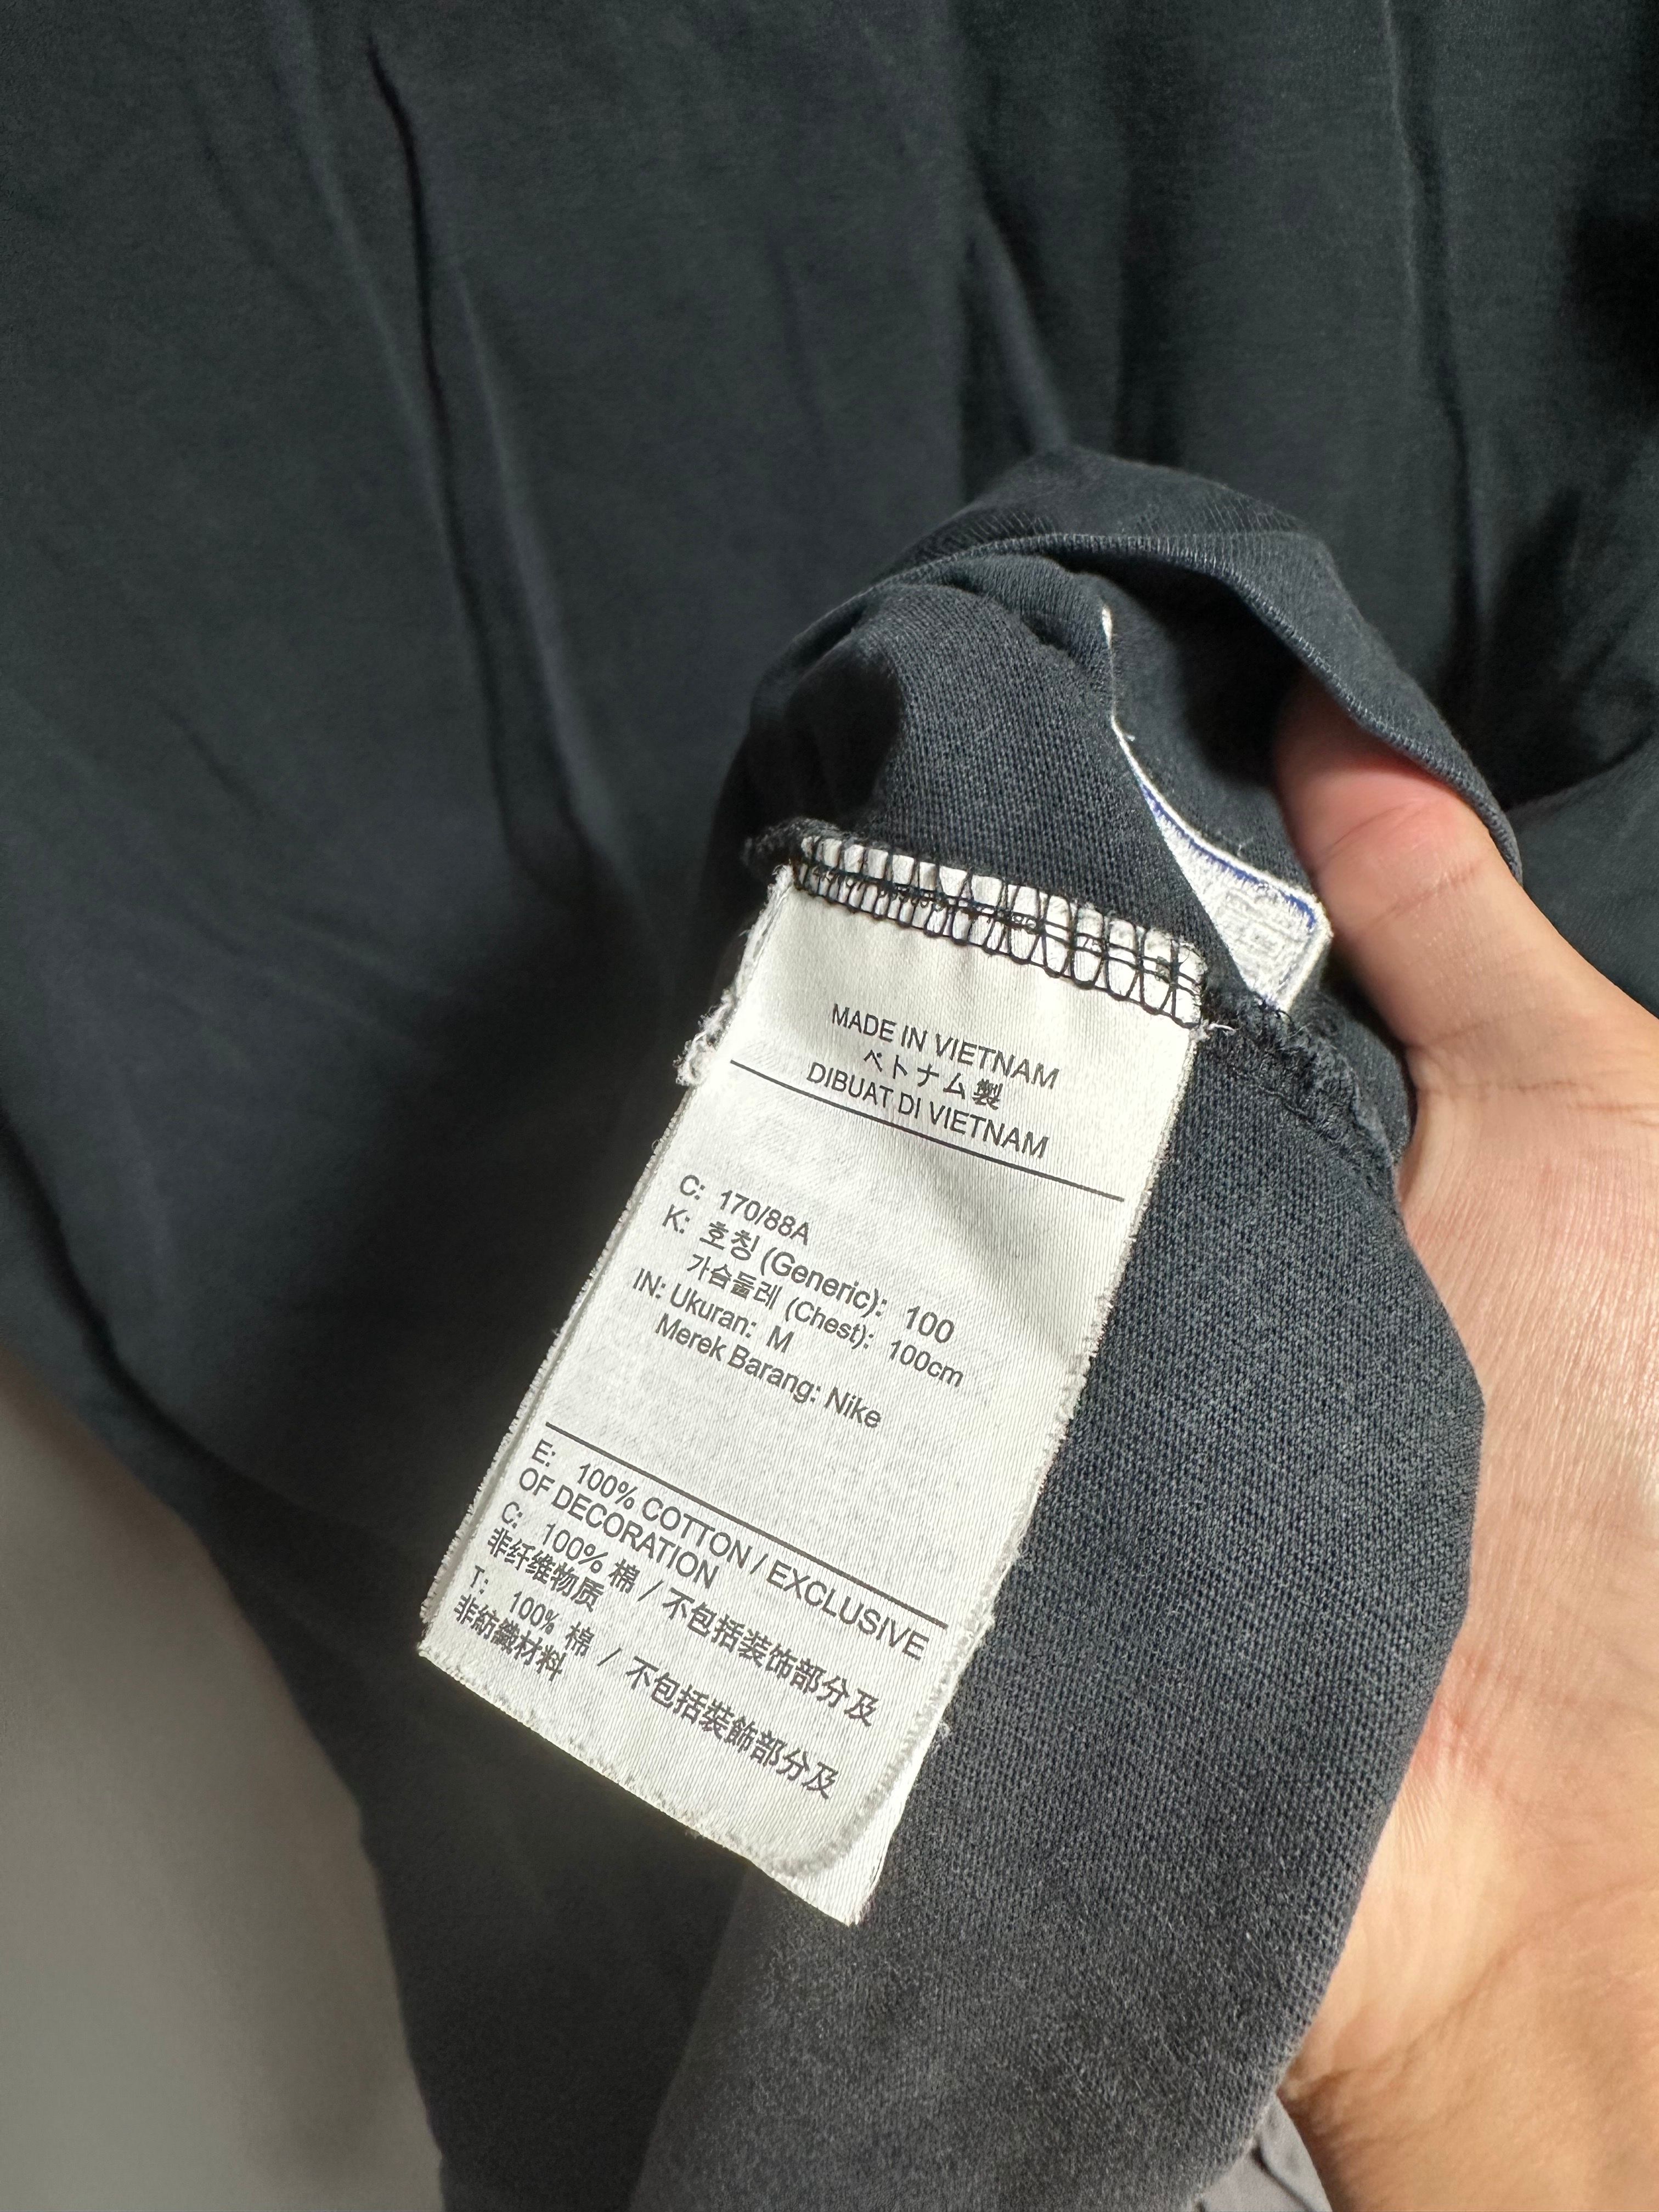 MADE IN VIETNAM
ベトナム製
DIBUAT DI VIETNAM
C: 170/88A
K: 호칭 (Generic): 100
가슴둘레 (Chest): 100cm
IN: Ukuran: M
Merek Barang: Nike
E: 100% COTTON / EXCLUSIVE
OF DECORATION
C: 100% 棉 / 不包括装饰部分及
非纤维物质
T: 100% 棉 / 不包括裝飾部分及
非紡織材料